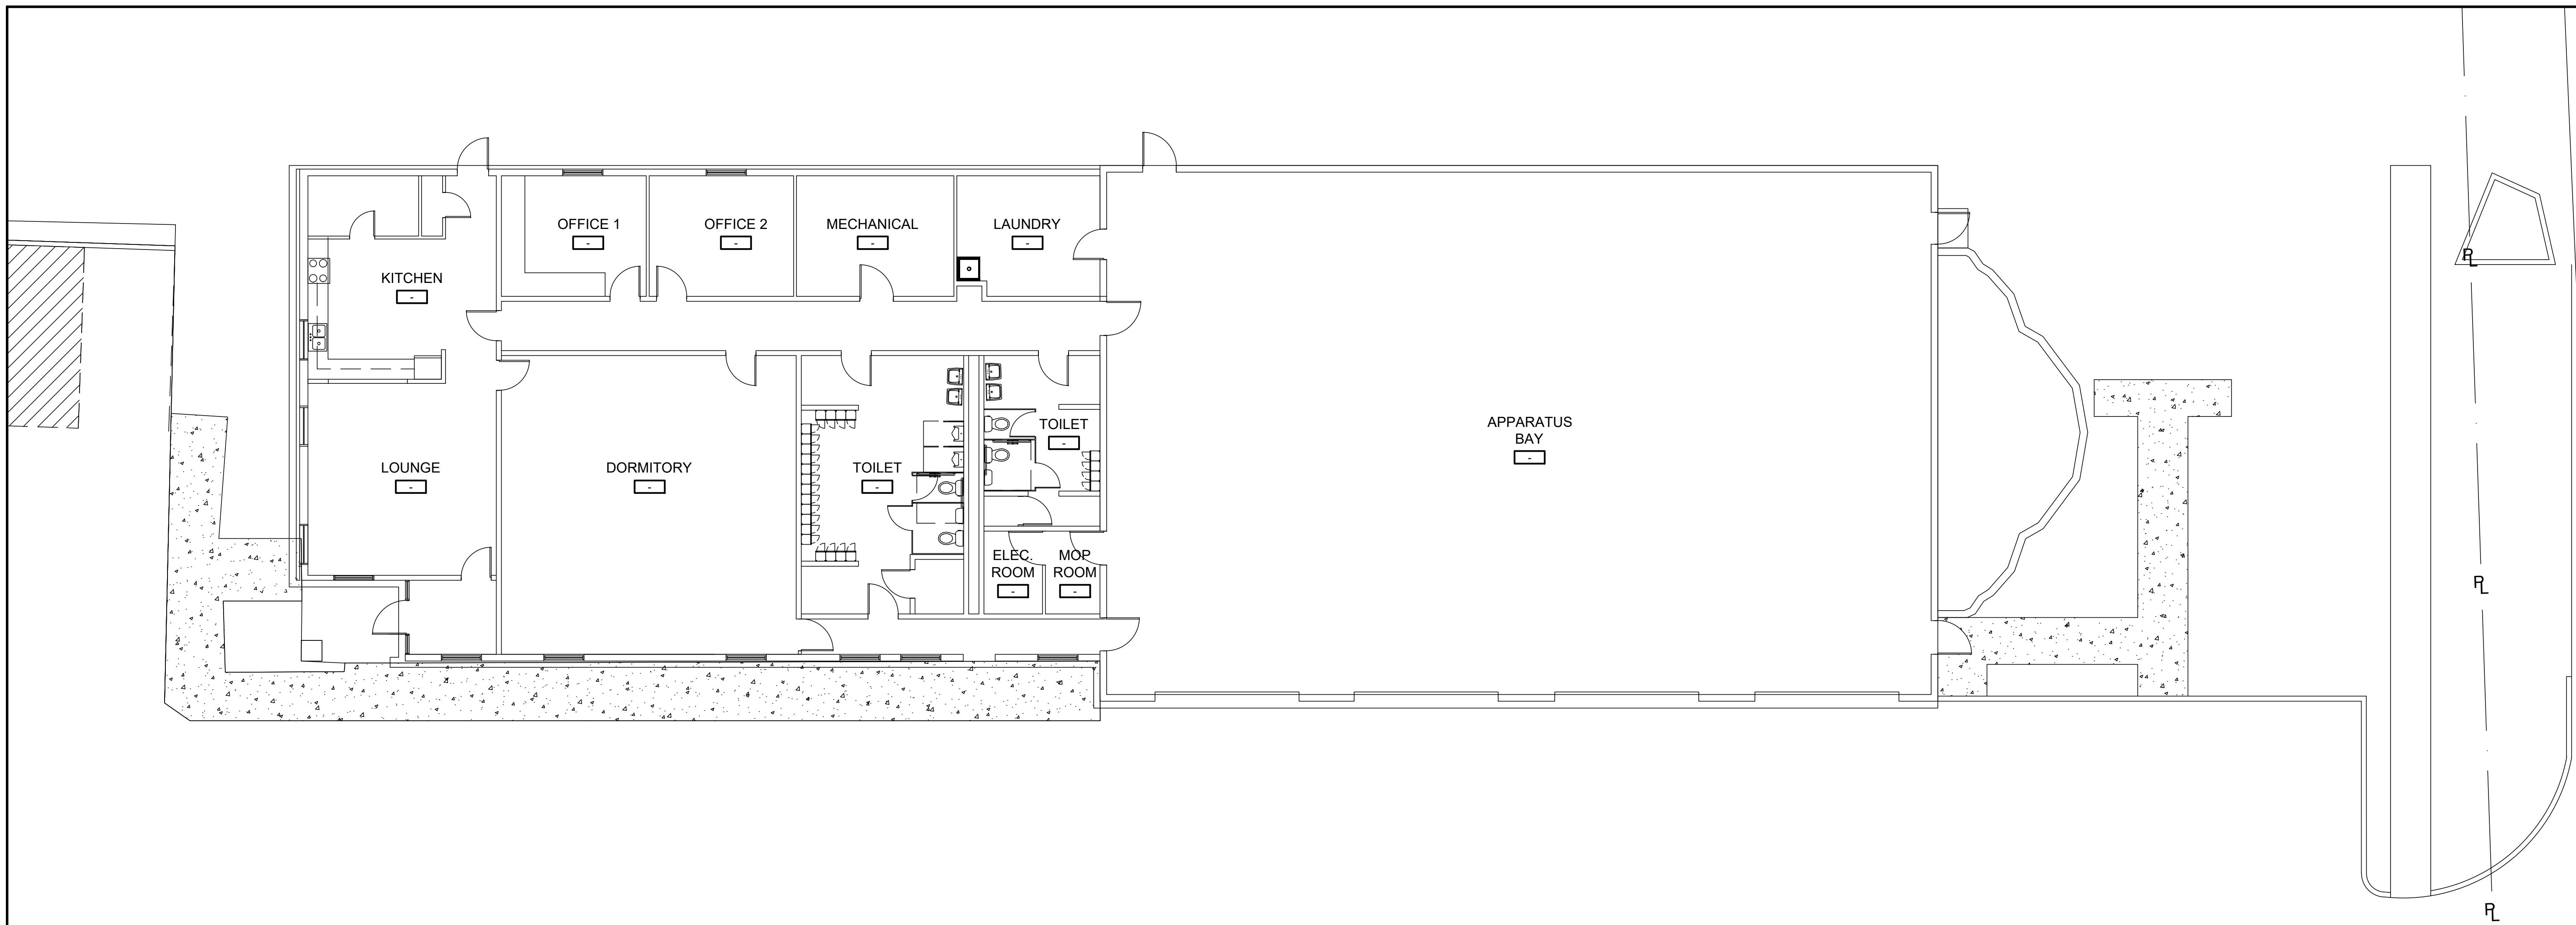 OFFICE 1
-
OFFICE 2
-
MECHANICAL
-
LAUNDRY
-
KITCHEN
-
LOUNGE
-
DORMITORY
-
TOILET
-
TOILET
-
ELEC.
ROOM
-
MOP
ROOM
-
APPARATUS
BAY
-
PL
PL
PL